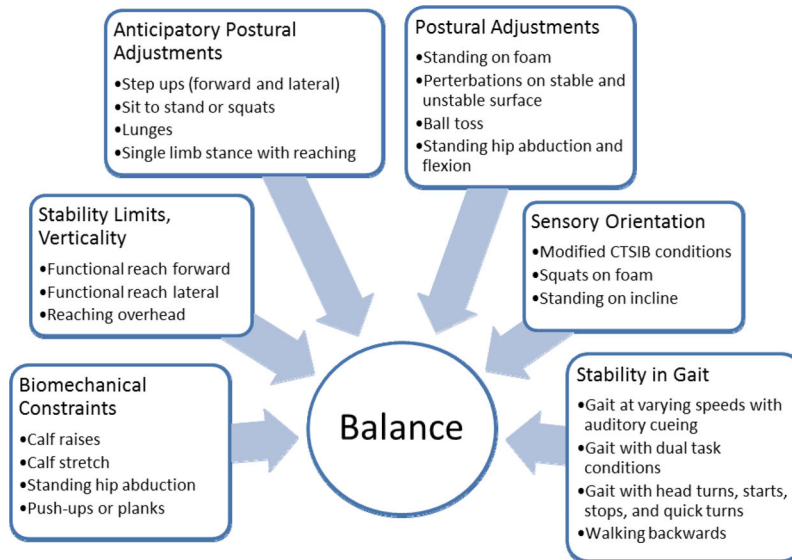 Anticipatory Postural
Adjustments
•Step ups (forward and lateral)
•Sit to stand or squats
•Lunges
•Single limb stance with reaching
Postural Adjustments
•Standing on foam
•Perterbations on stable and
unstable surface
•Ball toss
•Standing hip abduction and
flexion
Stability Limits,
Verticality
•Functional reach forward
•Functional reach lateral
•Reaching overhead
Sensory Orientation
•Modified CTSIB conditions
•Squats on foam
•Standing on incline
Biomechanical
Constraints
•Calf raises
•Calf stretch
•Standing hip abduction
•Push-ups or planks
Balance
Stability in Gait
•Gait at varying speeds with
auditory cueing
•Gait with dual task
conditions
•Gait with head turns, starts,
stops, and quick turns
•Walking backwards